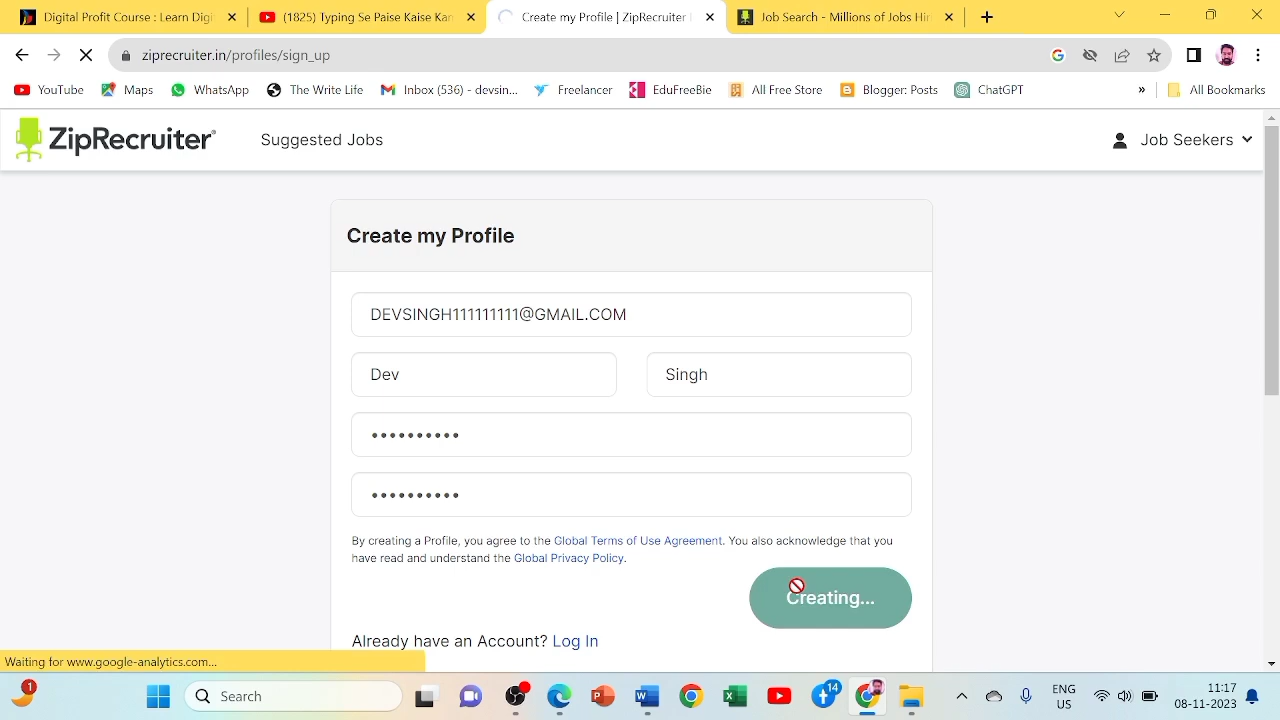 Digital Profit Course : Learn Digi
(1825) Typing Se Paise Kaise Kam
Create my Profile | ZipRecruiter
Job Search - Millions of Jobs Hir
ziprecruiter.in/profiles/sign_up
YouTube
Maps
WhatsApp
The Write Life
Inbox (536) - devsin...
Freelancer
EduFreeBie
All Free Store
Blogger: Posts
ChatGPT
»
All Bookmarks
ZipRecruiter
Suggested Jobs
Job Seekers
Create my Profile
DEVSINGH111111111@GMAIL.COM
Dev
Singh
By creating a Profile, you agree to the Global Terms of Use Agreement. You also acknowledge that you
have read and understand the Global Privacy Policy.
Creating...
Already have an Account? Log In
Waiting for www.google-analytics.com...
1
Search
14
ENG
US
11:17
08-11-2023